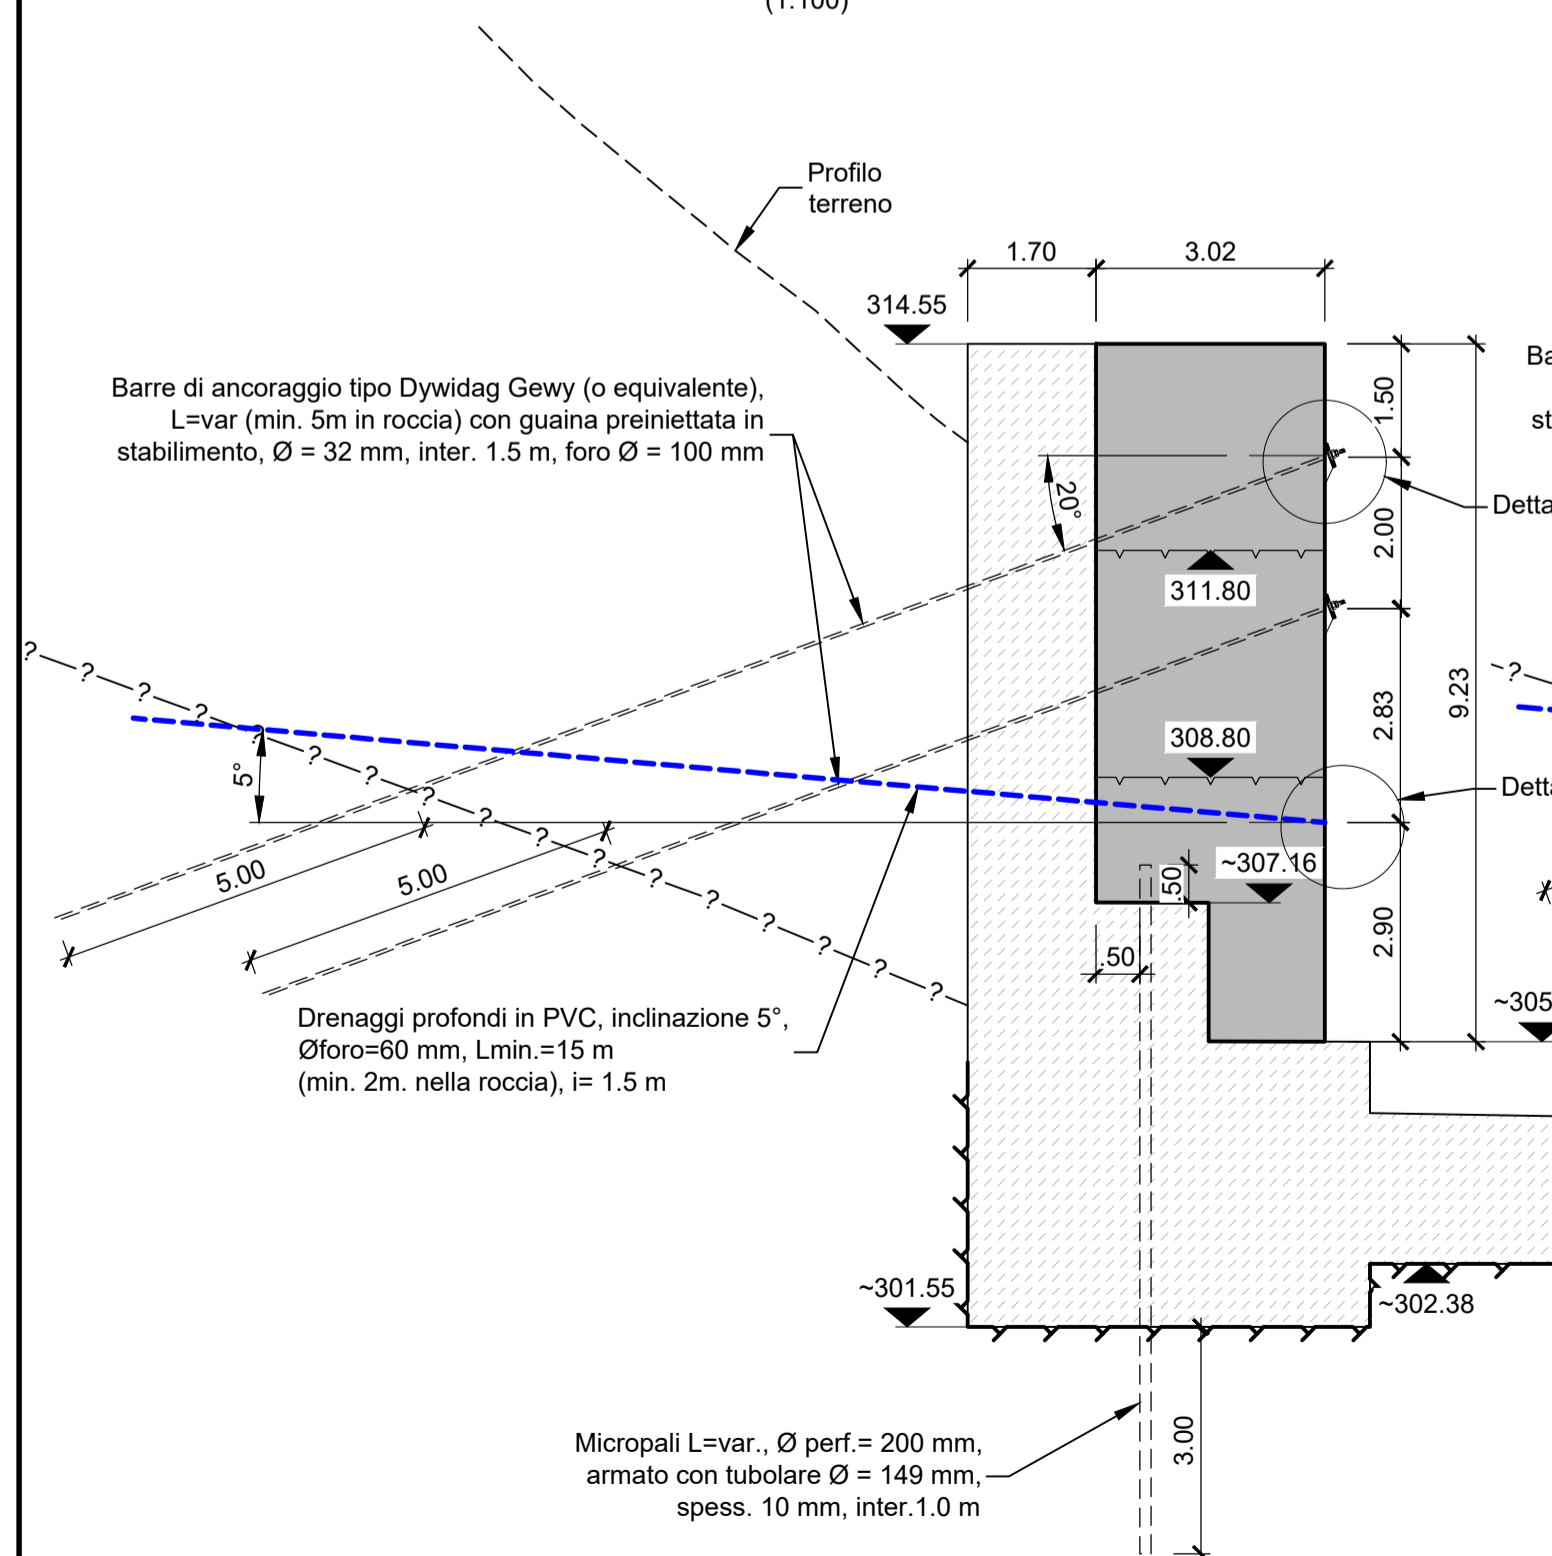 (1:100)
Profilo
terreno
1.70
3.02
314.55
1.50
Barre di ancoraggio tipo Dywidag Gewy (o equivalente),
L=var (min. 5m in roccia) con guaina preiniettata in
stabilimento, Ø = 32 mm, inter. 1.5 m, foro Ø = 100 mm
Ba
st
20°
Detta
2.00
311.80
9.23
2.83
308.80
5°
Detta
5.00
5.00
~307.16
.50
.50
2.90
~305
Drenaggi profondi in PVC, inclinazione 5°,
Øforo=60 mm, Lmin.=15 m
(min. 2m. nella roccia), i= 1.5 m
? ? ? ? ? ? ? ? ? ? ? ? ? ? ? ? ?
?
~301.55
~302.38
3.00
Micropali L=var., Ø perf.= 200 mm,
armato con tubolare Ø = 149 mm,
spess. 10 mm, inter.1.0 m